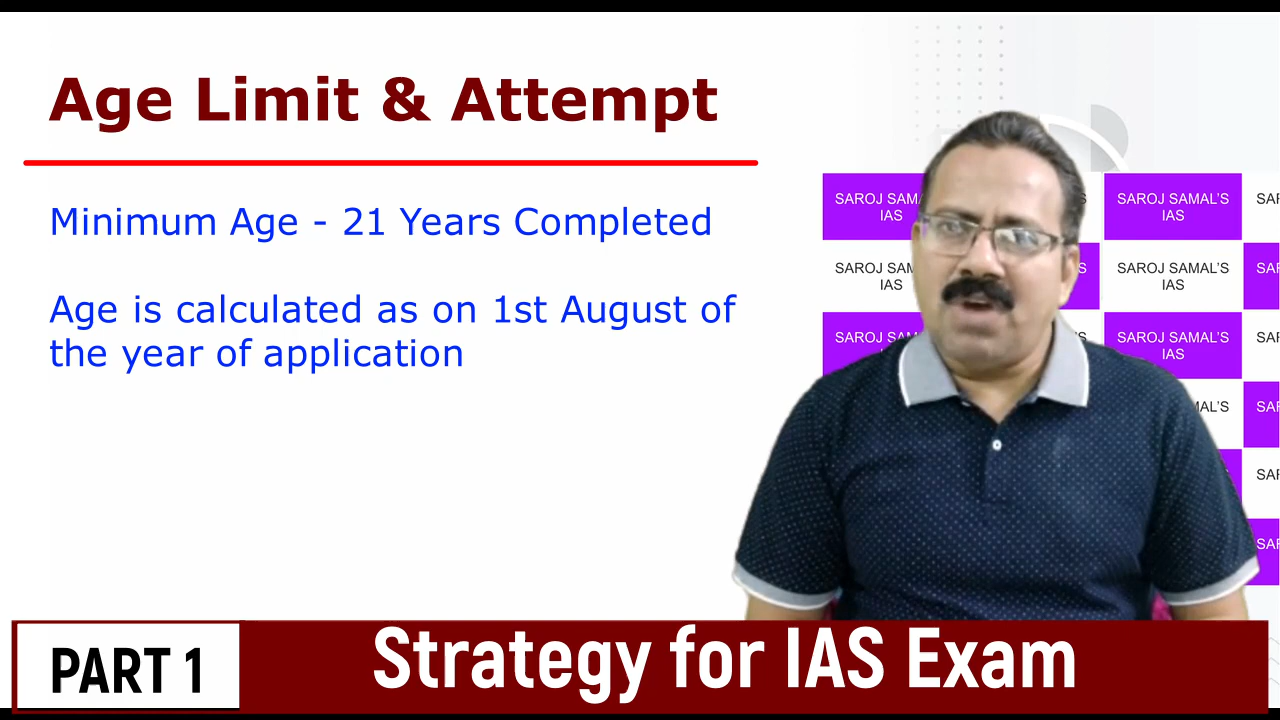 Age Limit & Attempt
Minimum Age - 21 Years Completed
Age is calculated as on 1st August of
the year of application
SAROJ SAMAL'S
IAS
SAROJ SAMAL'S
IAS
SAROJ SAMAL'S
IAS
PART 1
Strategy for IAS Exam